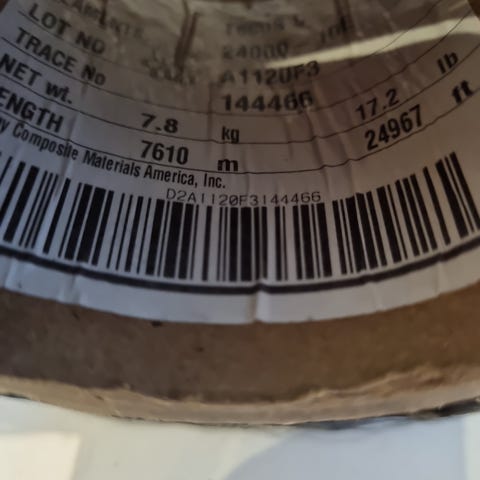 LOT NO 24000
TRACE No A1120F3
144466
NET wt. 7.8 kg 17.2 lb
ENGTH 7610 m 24967 ft
y Composite Materials America, Inc.
D2A1120F3144466